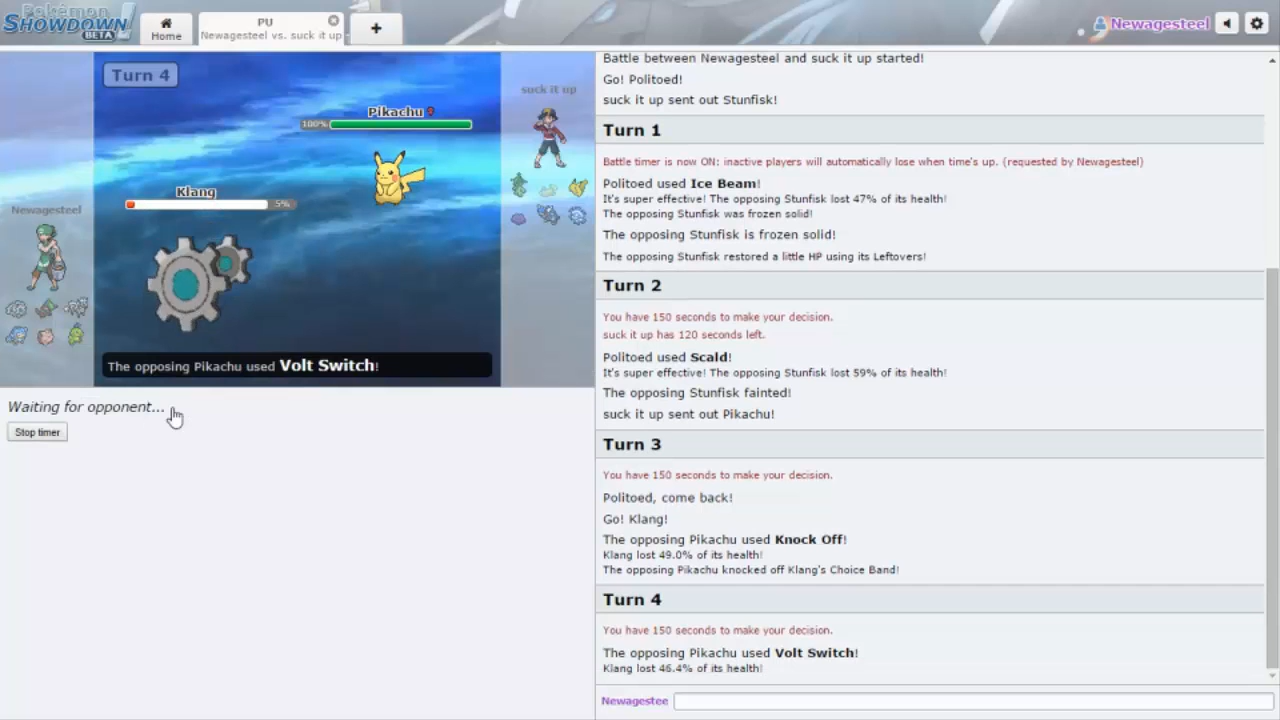 Pokémon
Showdown!
BETA
Home
PU
Newagesteel vs. suck it up
+
Newagesteel
Turn 4
Pikachu
100%
Klang
5%
Newagesteel
suck it up
The opposing Pikachu used Volt Switch!
Waiting for opponent...
Stop timer
Battle between Newagesteel and suck it up started!
Go! Politoed!
suck it up sent out Stunfisk!
Turn 1
Battle timer is now ON: inactive players will automatically lose when time's up. (requested by Newagesteel)
Politoed used Ice Beam!
It's super effective! The opposing Stunfisk lost 47% of its health!
The opposing Stunfisk was frozen solid!
The opposing Stunfisk is frozen solid!
The opposing Stunfisk restored a little HP using its Leftovers!
Turn 2
You have 150 seconds to make your decision.
suck it up has 120 seconds left.
Politoed used Scald!
It's super effective! The opposing Stunfisk lost 59% of its health!
The opposing Stunfisk fainted!
suck it up sent out Pikachu!
Turn 3
You have 150 seconds to make your decision.
Politoed, come back!
Go! Klang!
The opposing Pikachu used Knock Off!
Klang lost 49.0% of its health!
The opposing Pikachu knocked off Klang's Choice Band!
Turn 4
You have 150 seconds to make your decision.
The opposing Pikachu used Volt Switch!
Klang lost 46.4% of its health!
Newagestee